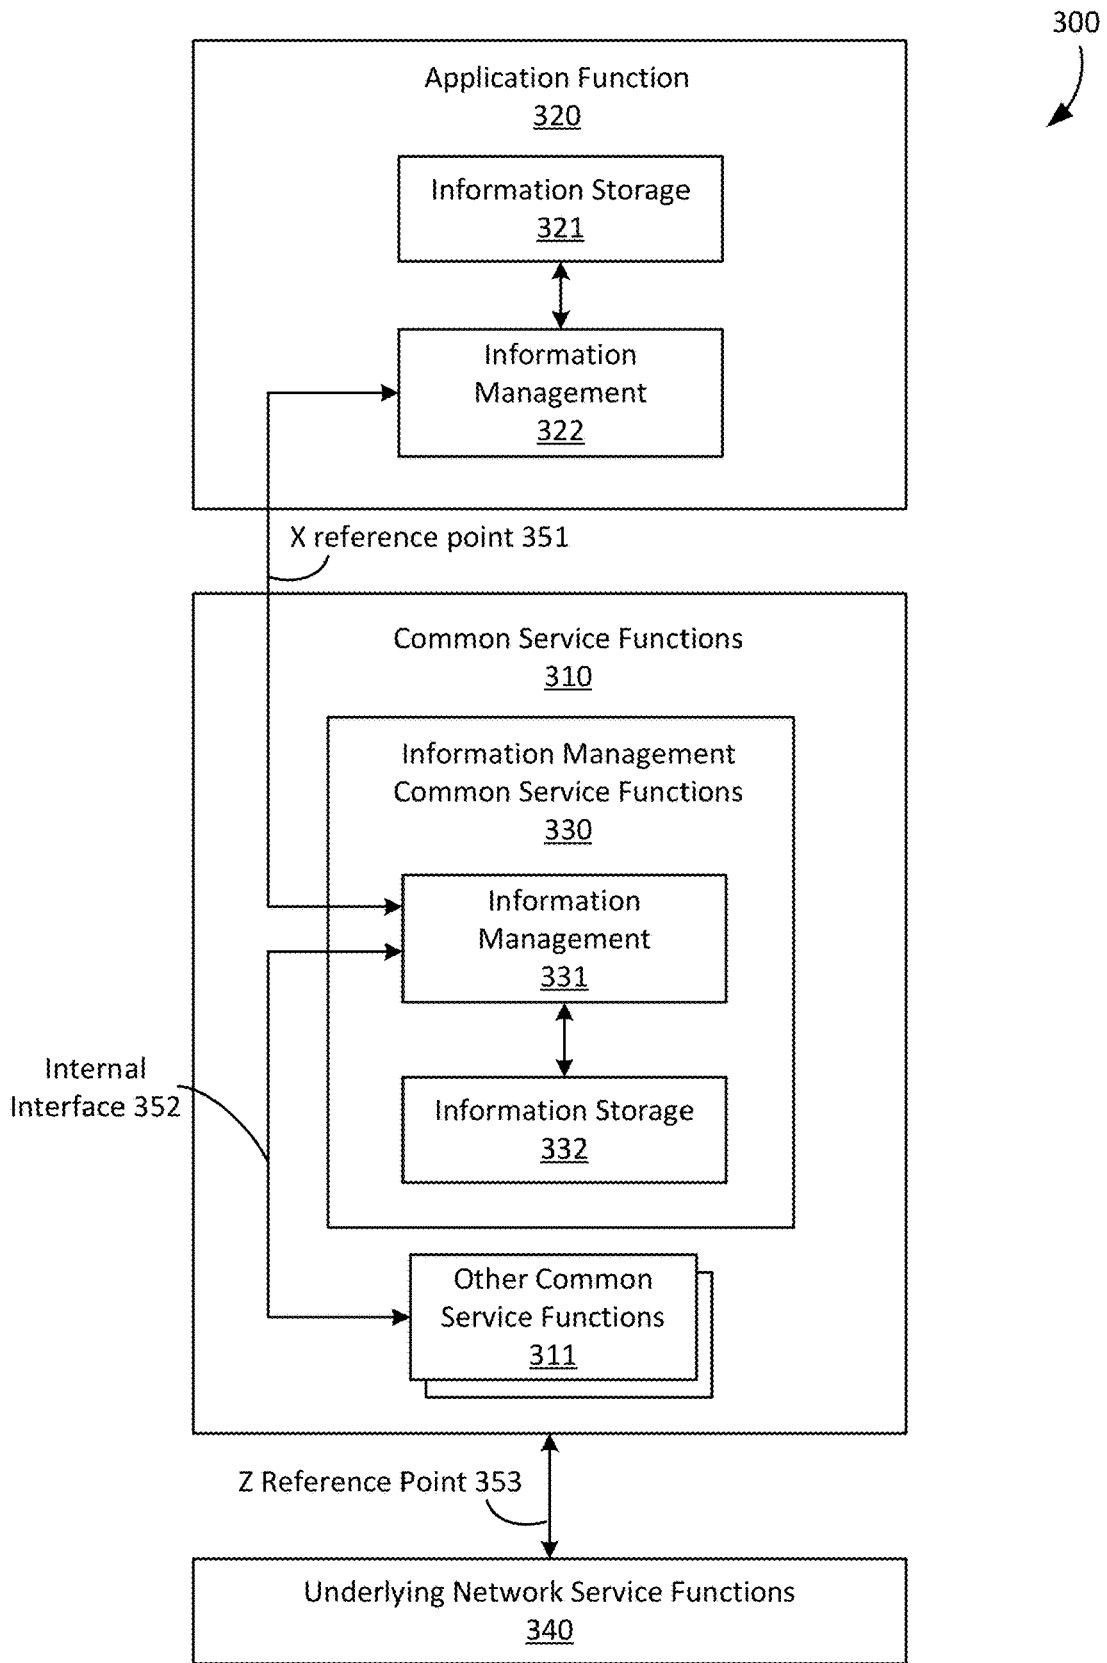 300
Application Function
320
Information Storage
321
Information
Management
322
X reference point 351
Common Service Functions
310
Information Management
Common Service Functions
330
Information
Management
331
Internal
Interface 352
Information Storage
332
Other Common
Service Functions
311
Z Reference Point 353
Underlying Network Service Functions
340